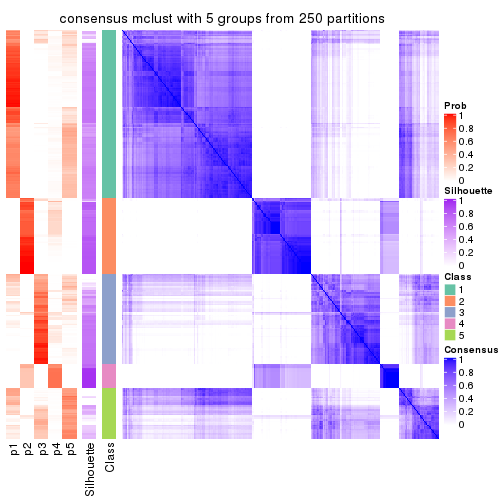 consensus mclust with 5 groups from 250 partitions
Prob
1
0.8
0.6
0.4
0.2
0
Silhouette
1
0.8
0.6
0.4
0.2
0
Class
1
2
3
4
5
Consensus
1
0.8
0.6
0.4
0.2
0
p1
p2
p3
p4
p5
Silhouette
Class